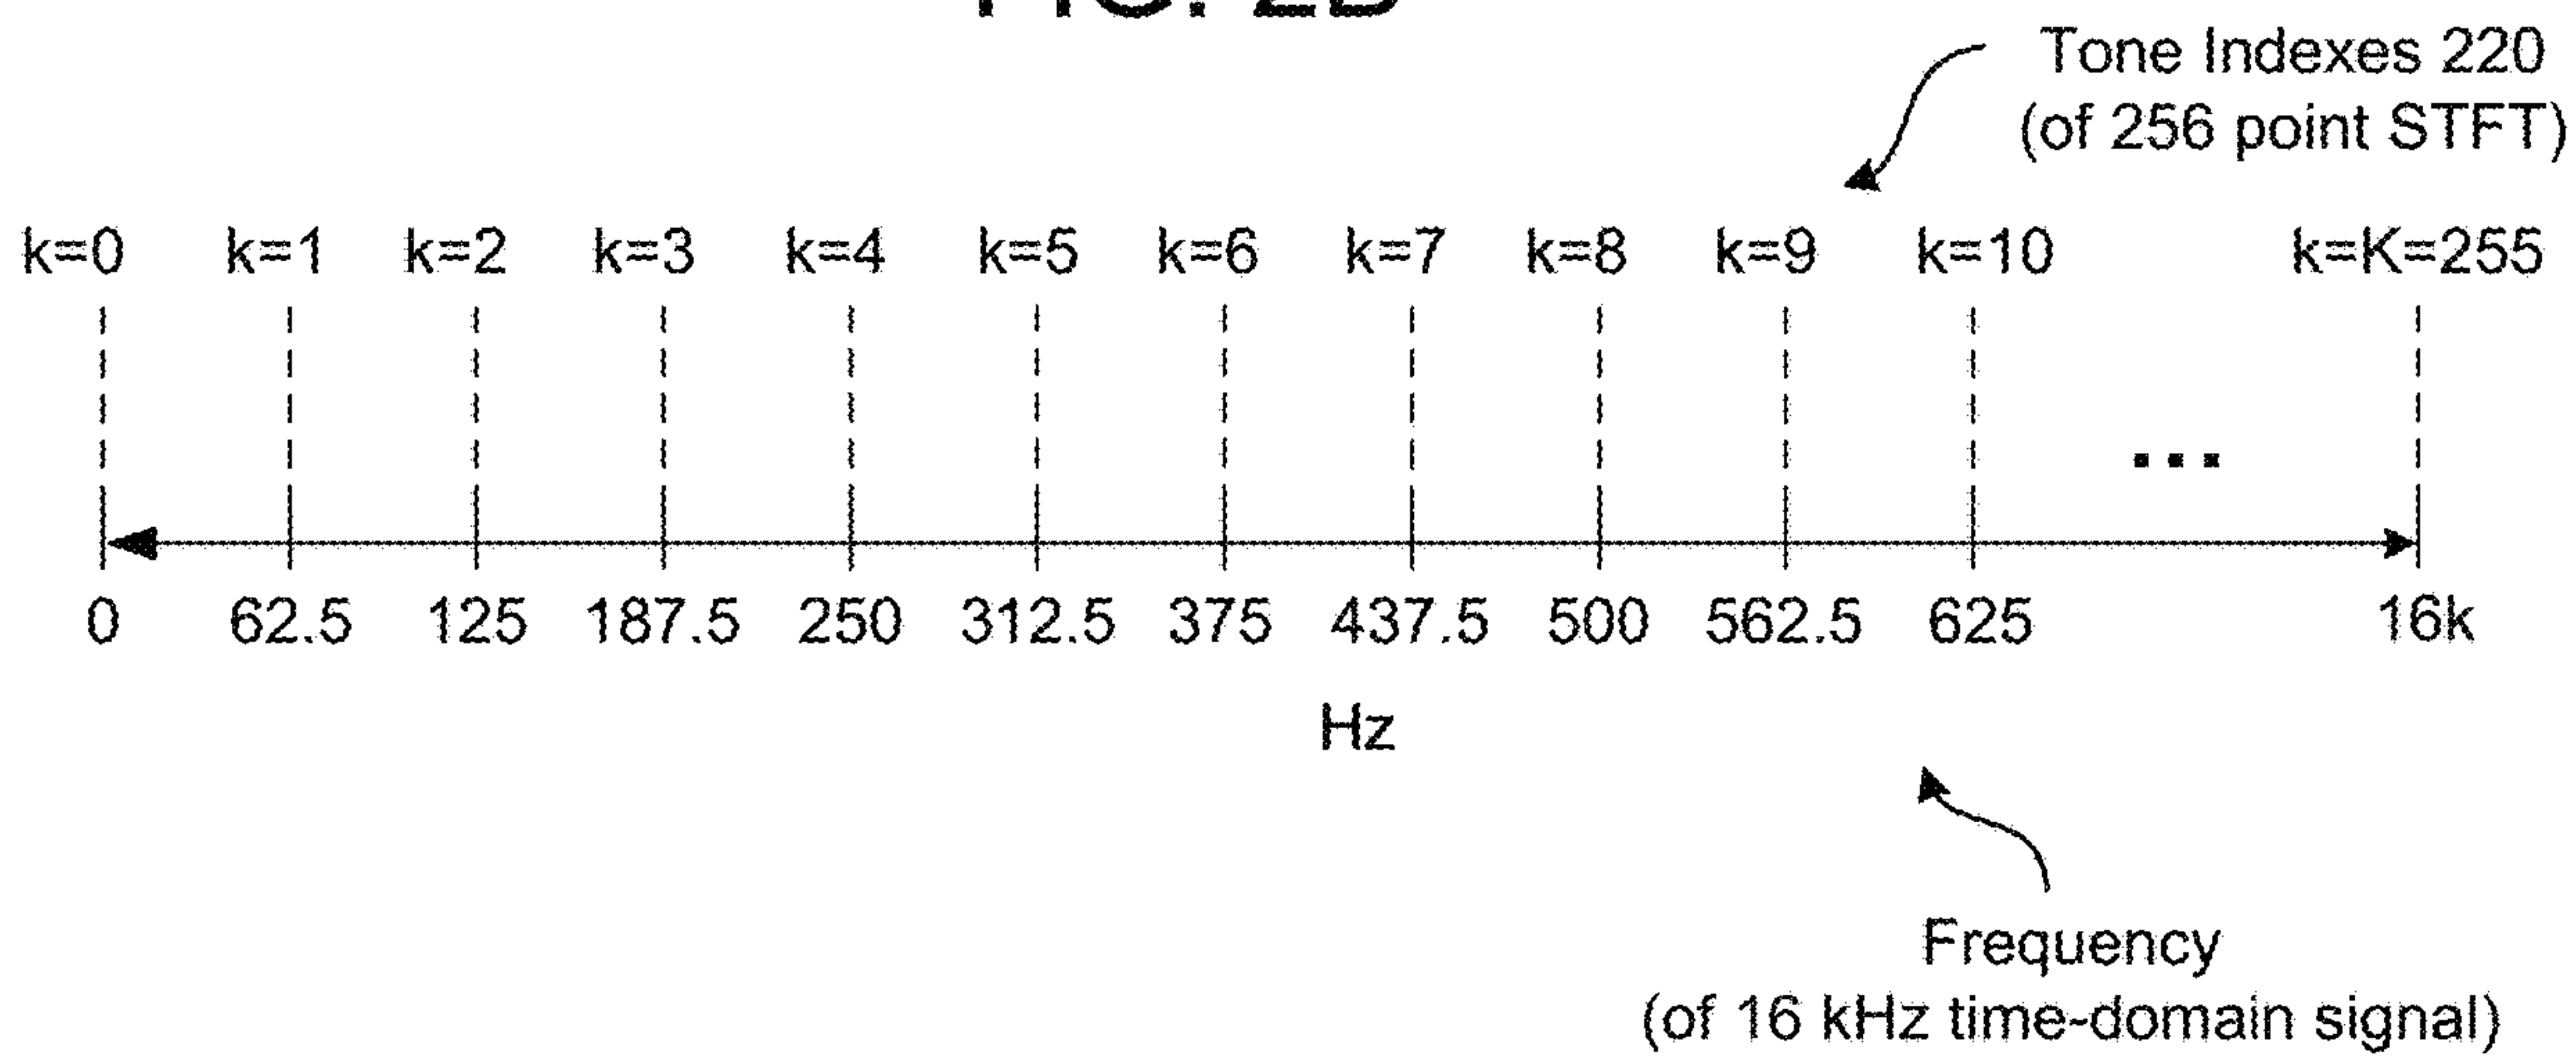 Tone Indexes 220
(of 256 point STFT)
k=0 k=1 k=2 k=3 k=4 k=5 k=6 k=7 k=8 k=9 k=10 k=K=255
...
0 62.5 125 187.5 250 312.5 375 437.5 500 562.5 625 16k
Hz
Frequency
(of 16 kHz time-domain signal)